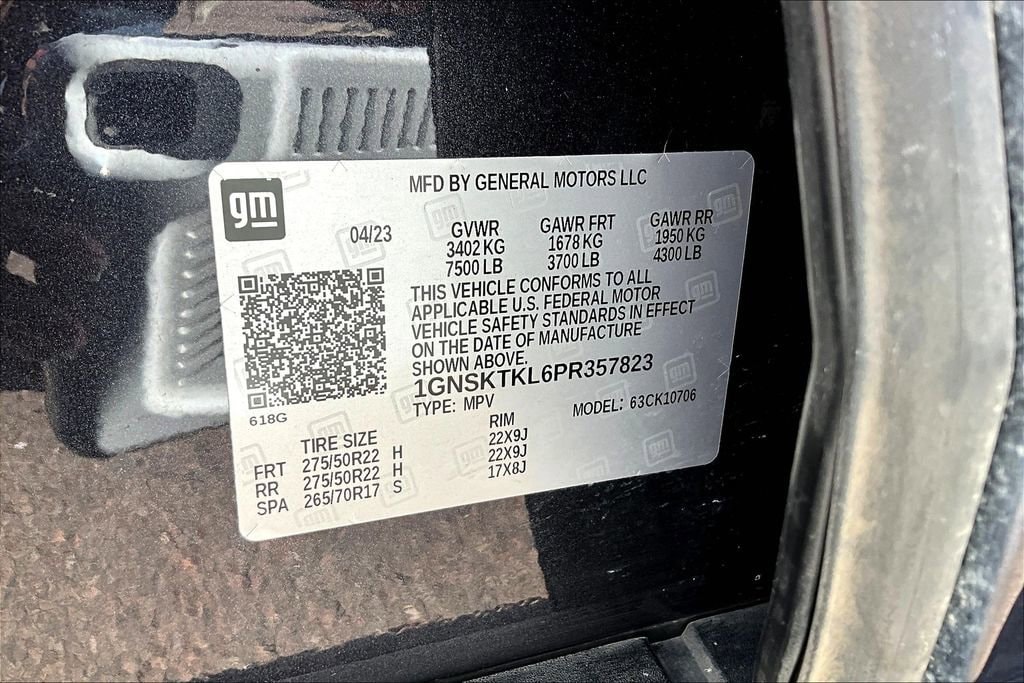 gm
MFD BY GENERAL MOTORS LLC
04/23
GVWR GAWR FRT GAWR RR
3402 KG 1678 KG 1950 KG
7500 LB 3700 LB 4300 LB
THIS VEHICLE CONFORMS TO ALL
APPLICABLE U.S. FEDERAL MOTOR
VEHICLE SAFETY STANDARDS IN EFFECT
ON THE DATE OF MANUFACTURE
SHOWN ABOVE.
1GNSKTKL6PR357823
TYPE: MPV MODEL: 63CK10706
618G
TIRE SIZE RIM
FRT 275/50R22 H 22X9J
RR 275/50R22 H 22X9J
SPA 265/70R17 S 17X8J